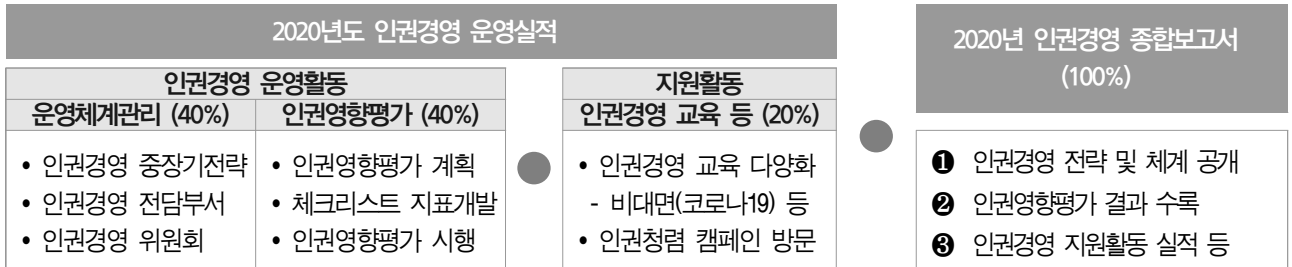 2020년도 인권경영 운영실적
인권경영 운영활동
운영체계관리 (40%)
• 인권경영 중장기전략
• 인권경영 전담부서
• 인권경영 위원회
인권영향평가 (40%)
• 인권영향평가 계획
• 체크리스트 지표개발
• 인권영향평가 시행
지원활동
인권경영 교육 등 (20%)
• 인권경영 교육 다양화
- 비대면(코로나19) 등
• 인권청렴 캠페인 방문
2020년 인권경영 종합보고서
(100%)
❶ 인권경영 전략 및 체계 공개
❷ 인권영향평가 결과 수록
❸ 인권경영 지원활동 실적 등